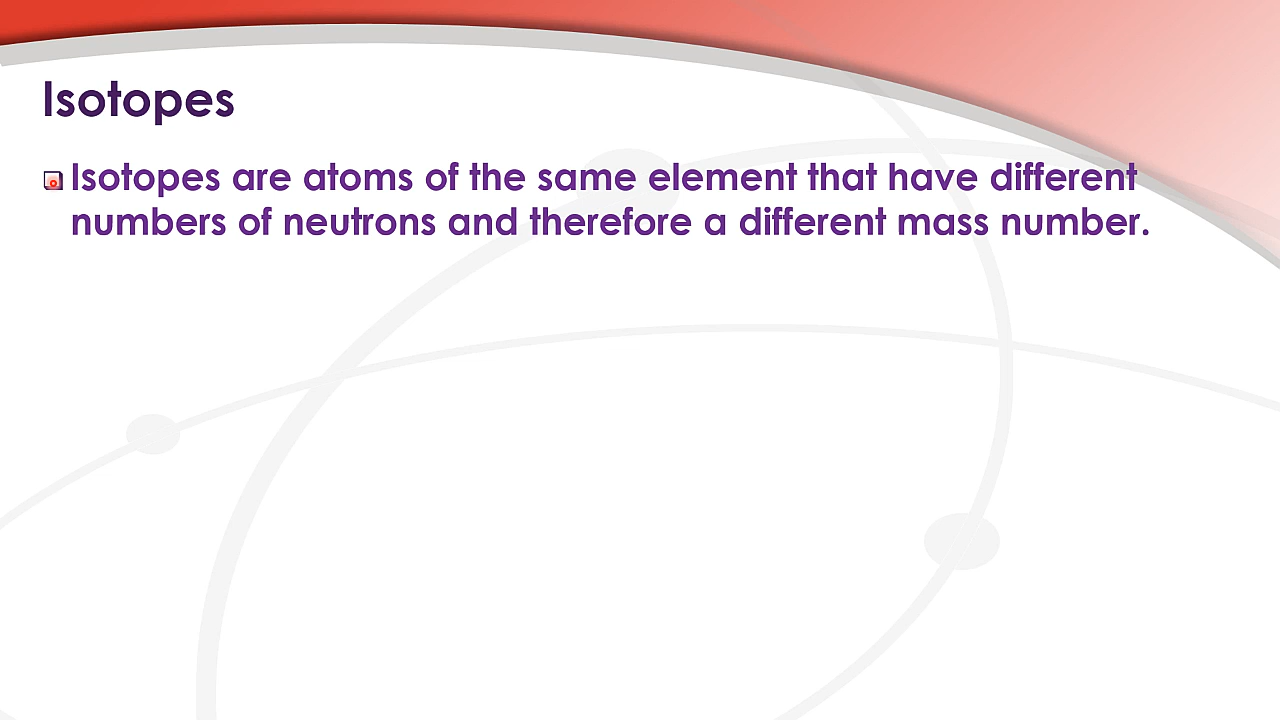 Isotopes
Isotopes are atoms of the same element that have different
numbers of neutrons and therefore a different mass number.